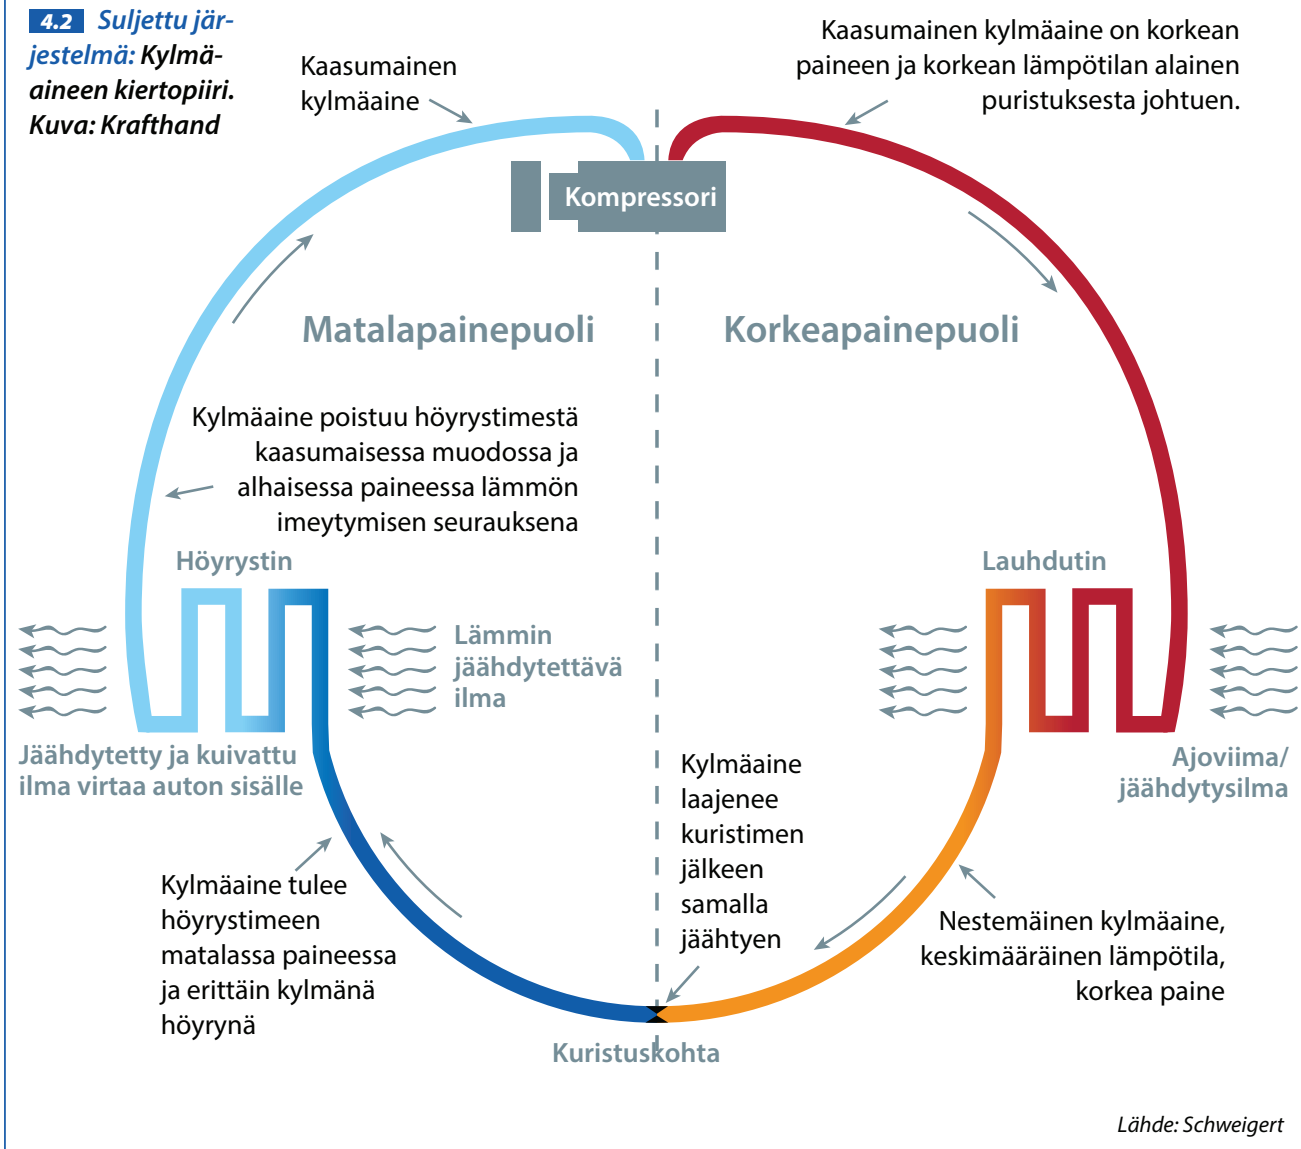 4.2 Suljettu jär-
jestelmä: Kylmä-
aineen kiertopiiri.
Kuva: Krafthand
Kaasumainen
kylmäaine
Kaasumainen kylmäaine on korkean
paineen ja korkean lämpötilan alainen
puristuksesta johtuen.
Kompressori
Matalapainepuoli
Korkeapainepuoli
Kylmäaine poistuu höyrystimestä
kaasumaisessa muodossa ja
alhaisessa paineessa lämmön
imeytymisen seurauksena
Höyrystin
Lauhdutin
Lämmin
jäähdytettävä
ilma
Jäähdytetty ja kuivattu
ilma virtaa auton sisälle
Ajoviima/
jäähdytysilma
Kylmäaine
laajenee
kuristimen
jälkeen
samalla
jäähtyen
Kylmäaine tulee
höyrystimeen
matalassa paineessa
ja erittäin kylmänä
höyrynä
Nestemäinen kylmäaine,
keskimääräinen lämpötila,
korkea paine
Kuristuskohta
Lähde: Schweigert